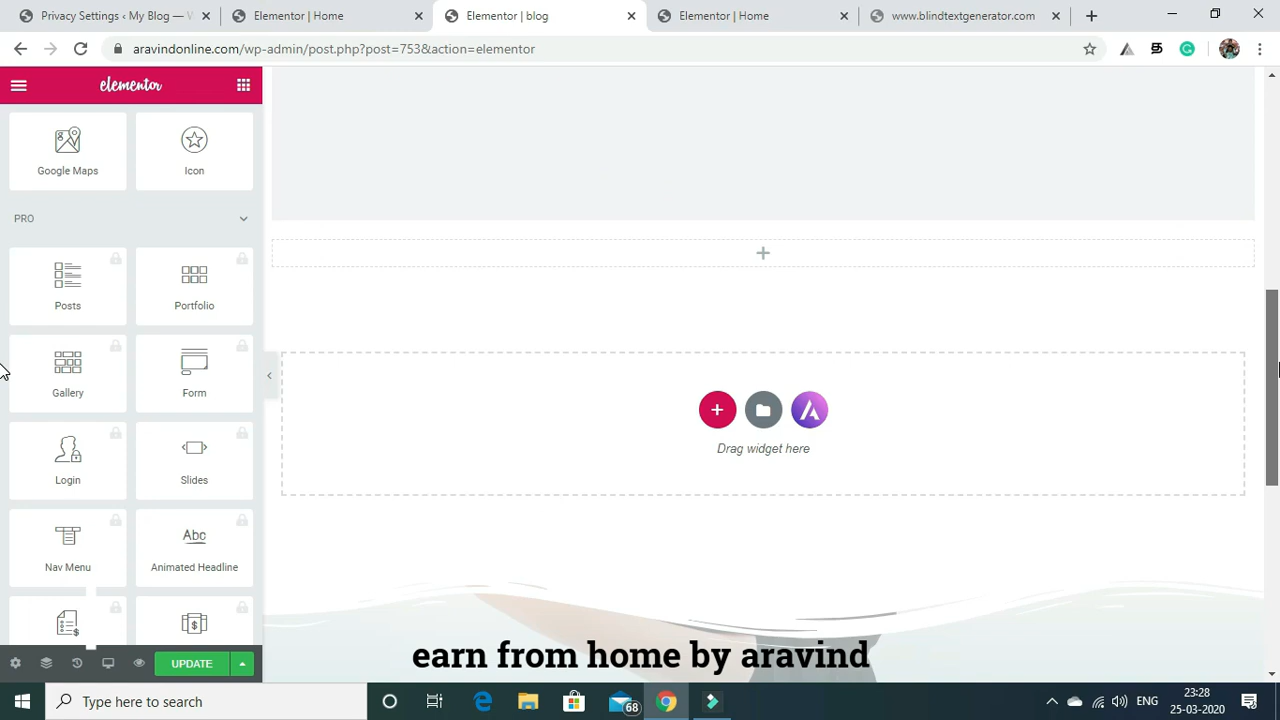 Privacy Settings ‹ My Blog — W
Elementor | Home
Elementor | blog
Elementor | Home
www.blindtextgenerator.com
aravindonline.com/wp-admin/post.php?post=753&action=elementor
elementor
Google Maps
Icon
PRO
Posts
Portfolio
Gallery
Form
Login
Slides
Nav Menu
Abc
Animated Headline
Drag widget here
earn from home by aravind
UPDATE
Type here to search
68
ENG
23:28
25-03-2020